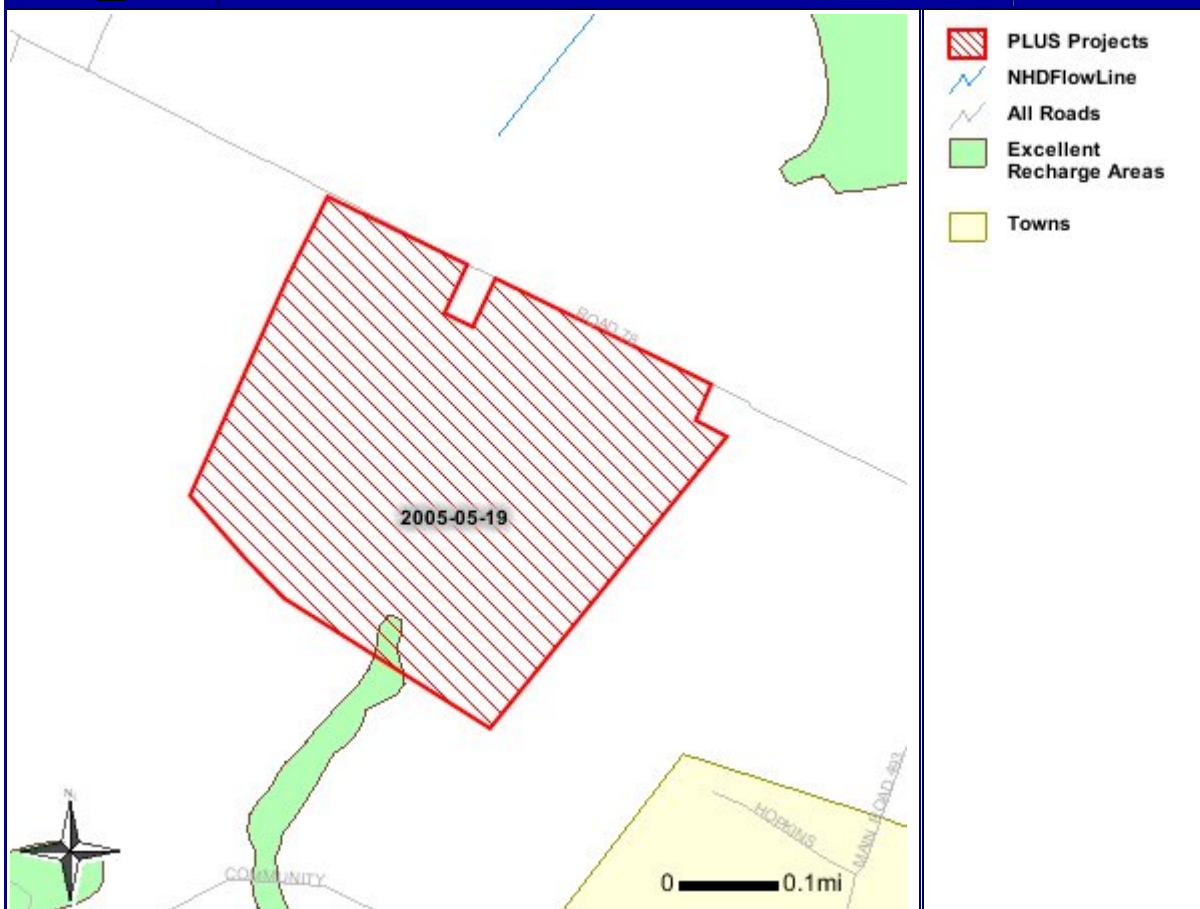 PLUS Projects
NHDFlowLine
All Roads
Excellent
Recharge Areas
Towns
ROAD 78
2005-05-19
HOPKINS
MAIN ROAD 493
N
COMMUNITY
0 0.1mi